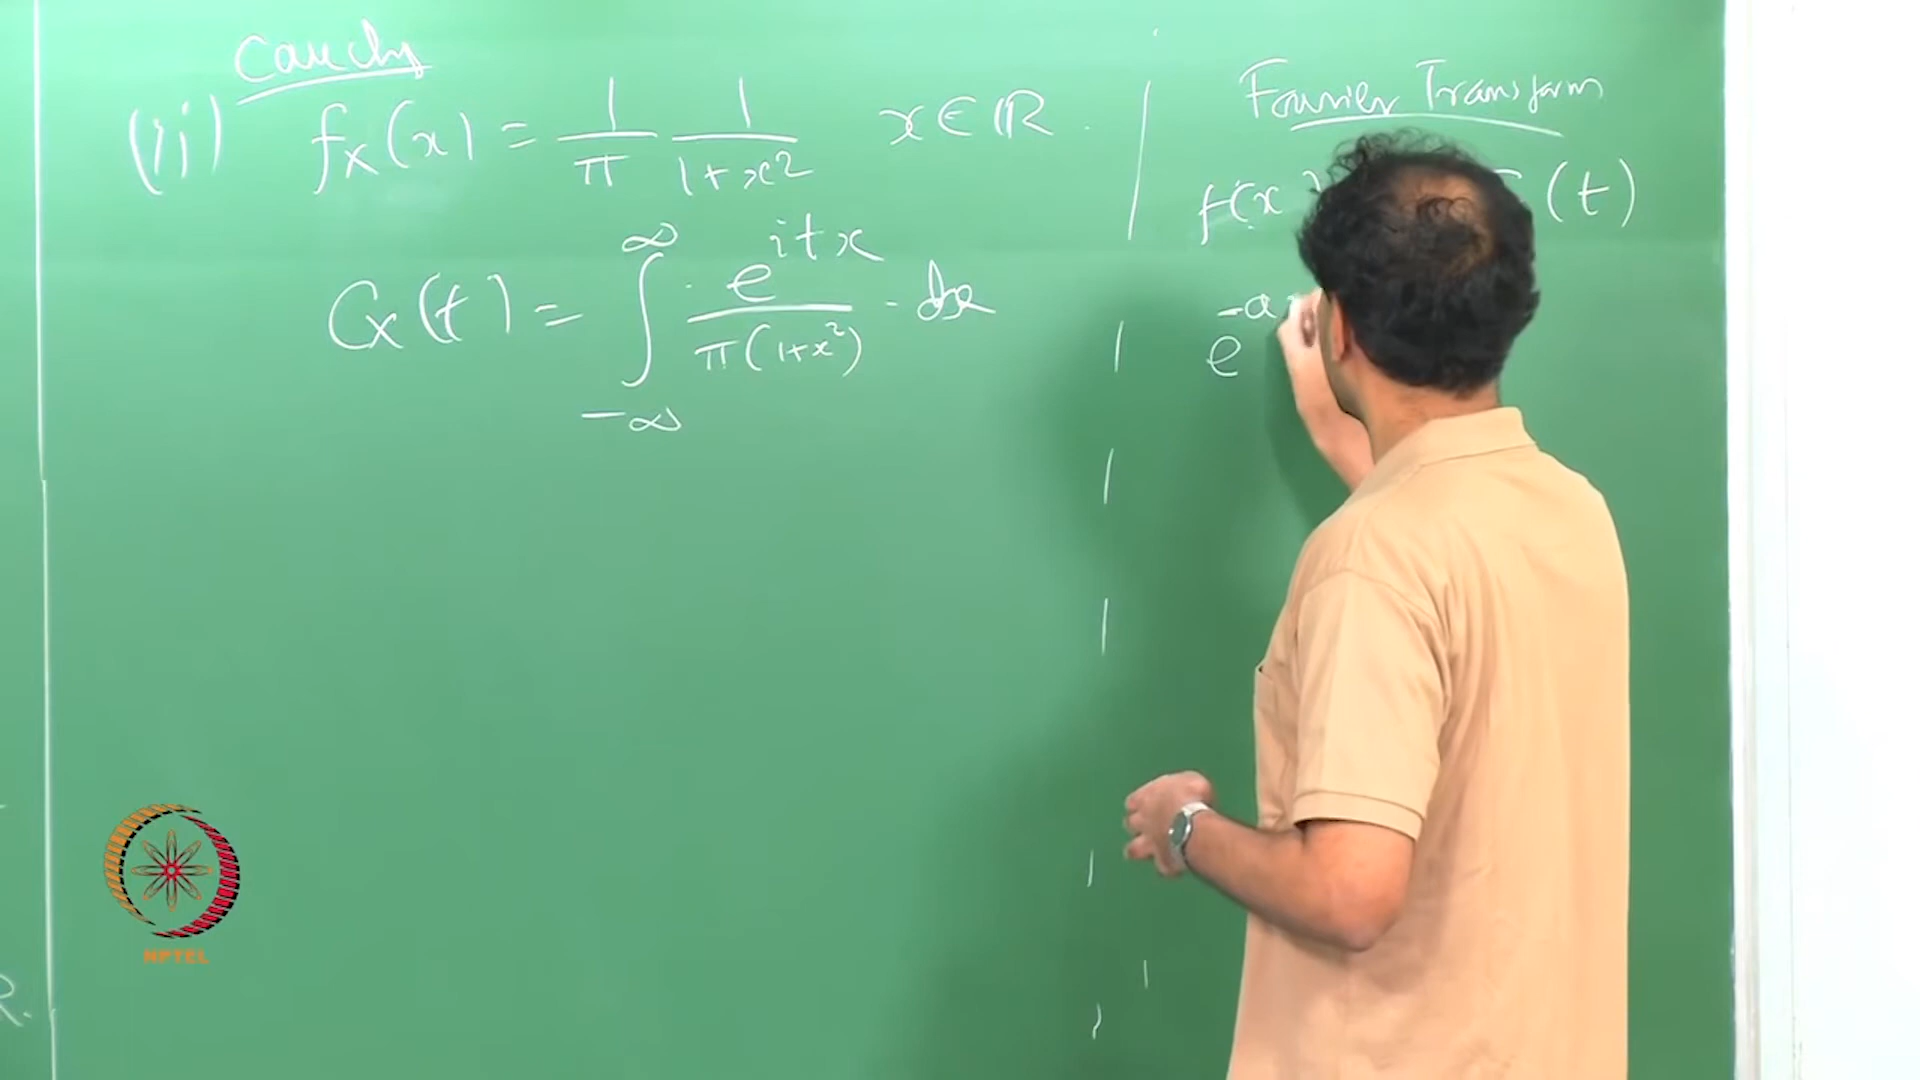 Cauchy
(ii) fₓ(x) = 1/π 1/(1+x²) x ∈ ℝ.
Cₓ(t) = ∫_{-∞}^{∞} e^{itx}/(π(1+x²)) · dx
Fourier Transform
f(x) (t)
e^{-a
R.
NPTEL